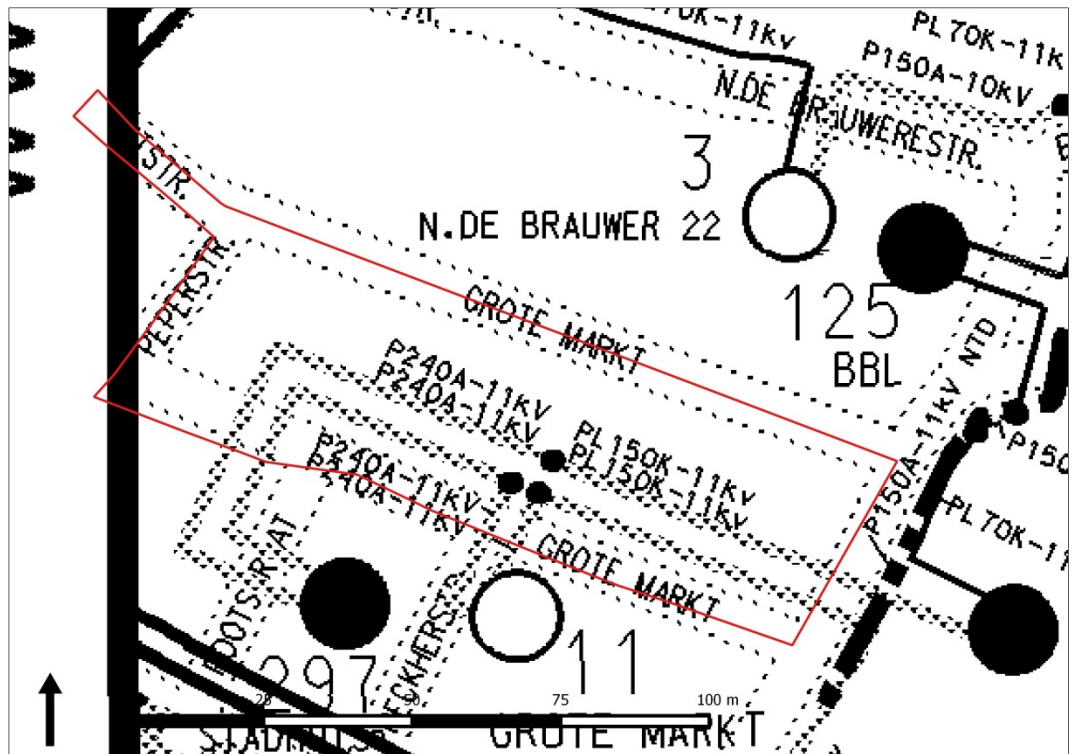 PL70K-11K
P150A-10KV
N.DE BRAUWERESTR.
3
N.DE BRAUWER 22
125
BBL
PEPERSTR
GROTE MARKT
P240A-11KV
P240A-11KV
PL150K-11KV
PL150K-11KV
P240A-11KV
P240A-11KV
P150A-11KV NTD
P150
PL70K-11
GROTE MARKT
297
11
25 50 75 100 m
GROTE MARKT